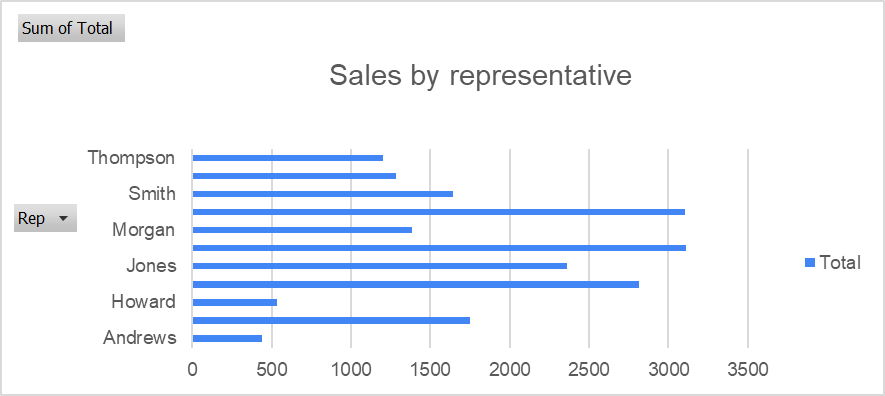 Sum of Total
Sales by representative
Thompson
Smith
Rep
Morgan
Jones
Total
Howard
Andrews
0 500 1000 1500 2000 2500 3000 3500